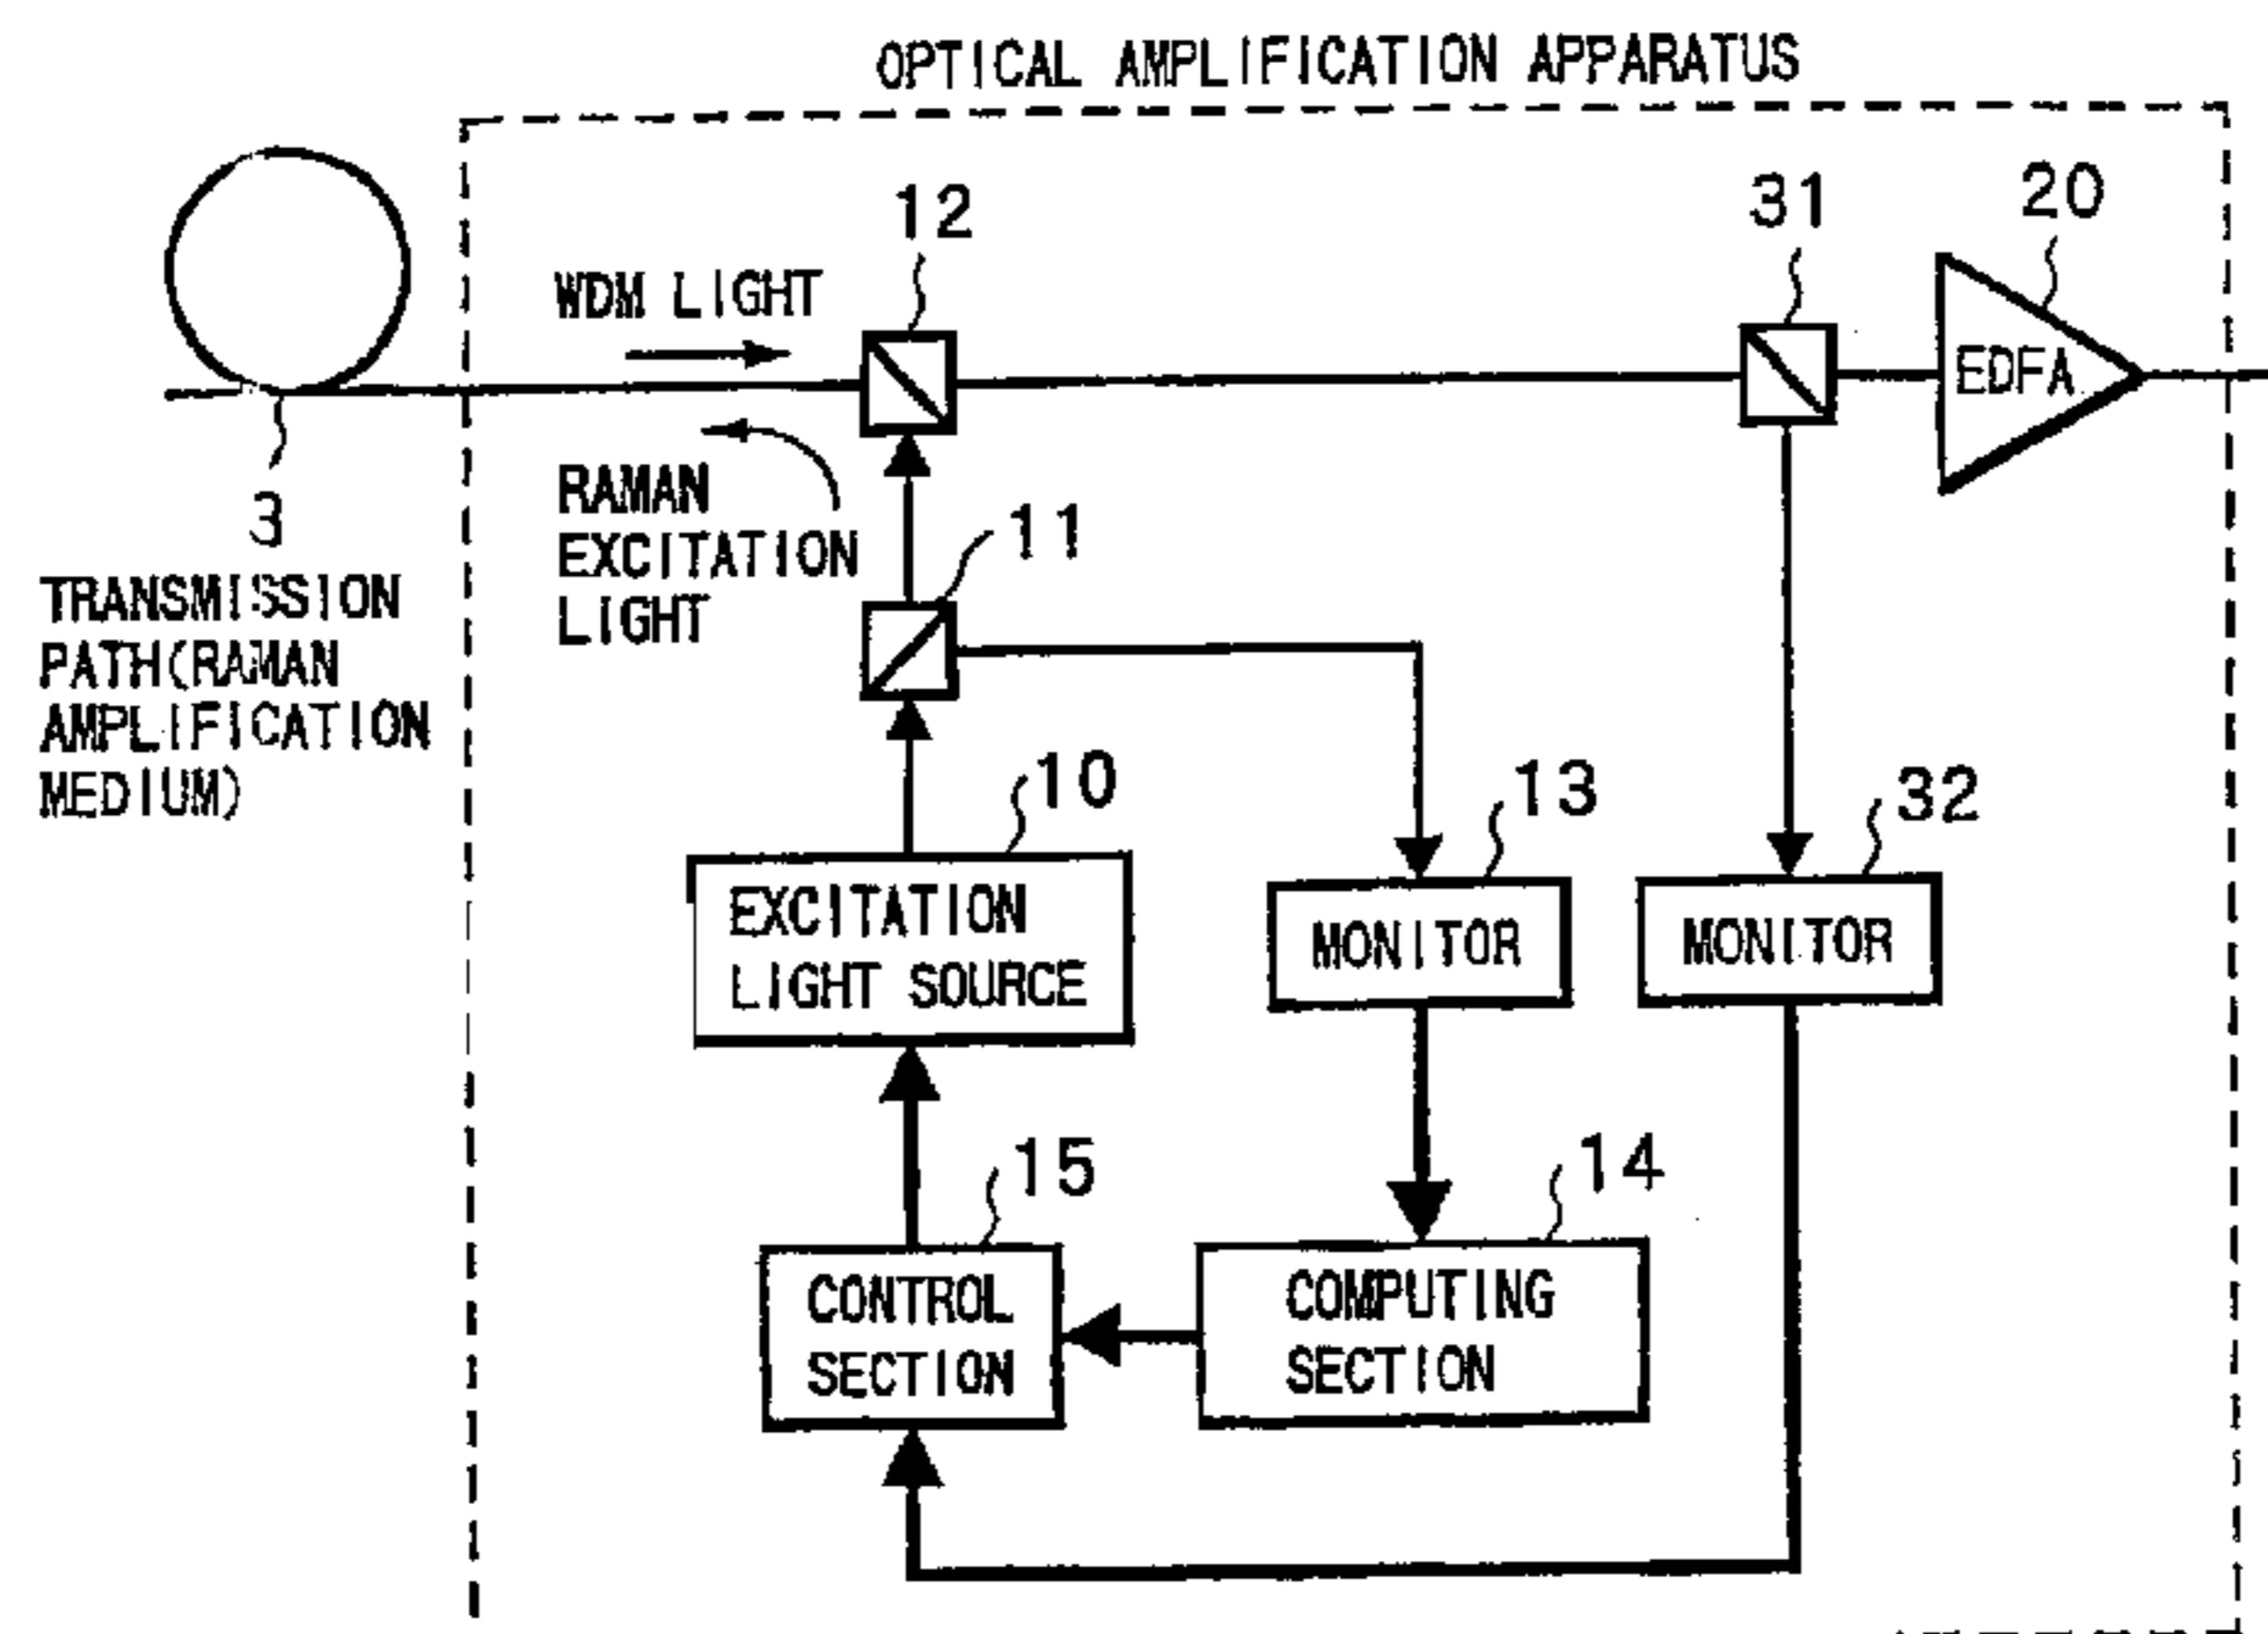 OPTICAL AMPLIFICATION APPARATUS
12
31
20
WDM LIGHT
EDFA
RAMAN
EXCITATION
LIGHT
3
11
TRANSMISSION
PATH(RAMAN
AMPLIFICATION
MEDIUM)
10
13
32
EXCITATION
LIGHT SOURCE
MONITOR
MONITOR
15
14
CONTROL
SECTION
COMPUTING
SECTION